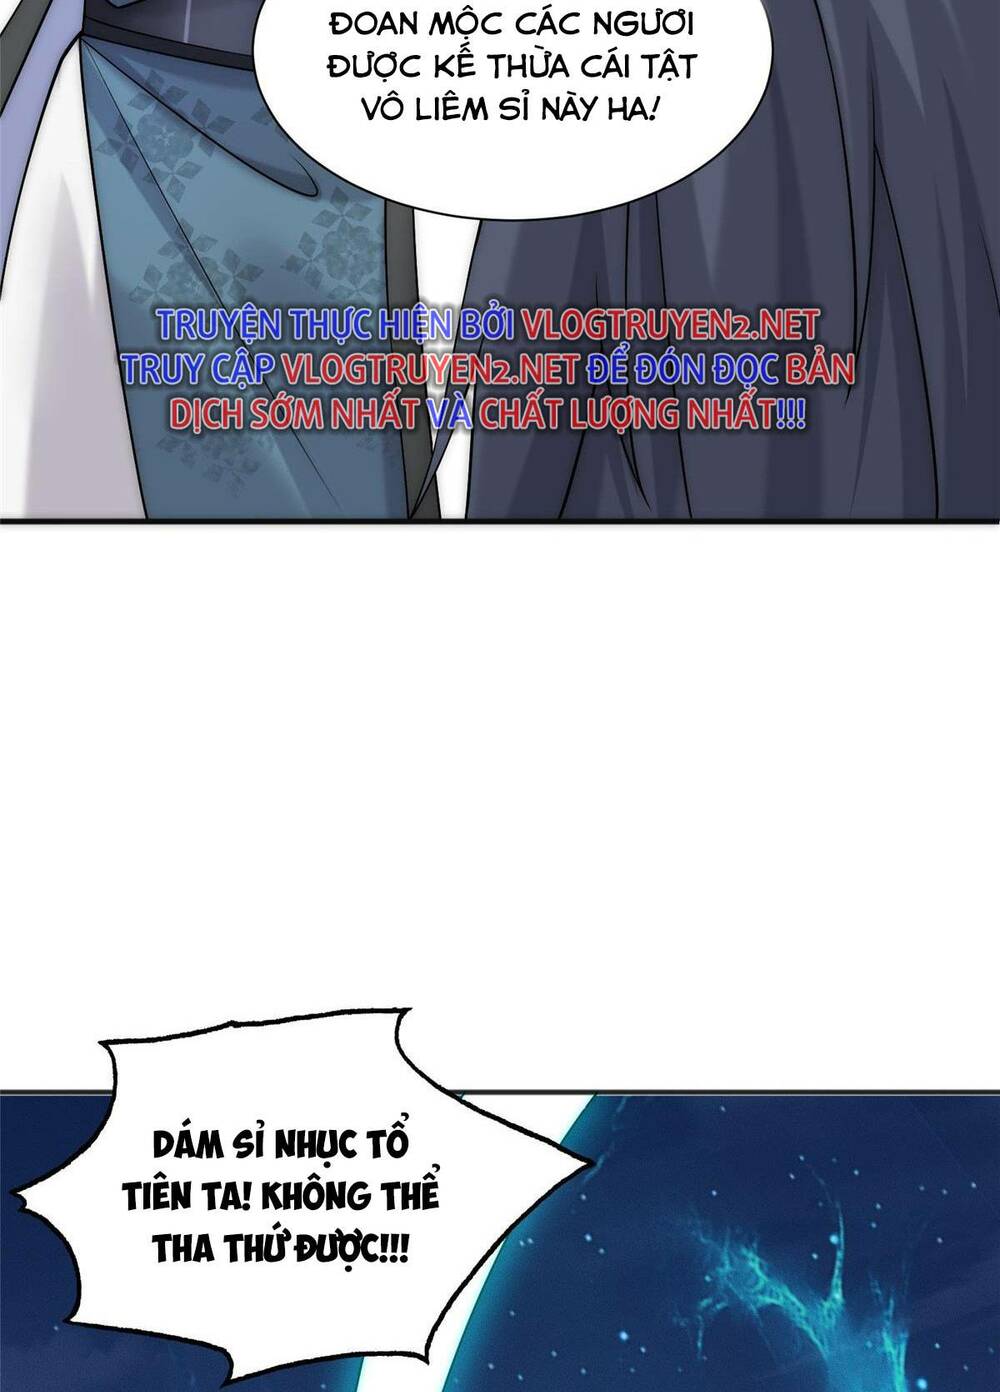 ĐOAN MỘC CÁC NGƯƠI
ĐƯỢC KẾ THỪA CÁI TẬT
VÔ LIÊM SỈ NÀY HA!
TRUYỆN THỰC HIỆN BỞI VLOGTRUYEN2.NET
TRUY CẬP VLOGTRUYEN2.NET ĐỂ ĐÓN ĐỌC BẢN
DỊCH SỚM NHẤT VÀ CHẤT LƯỢNG NHẤT!!!
DÁM SỈ NHỤC TỔ
TIÊN TA! KHÔNG THỂ
THA THỨ ĐƯỢC!!!